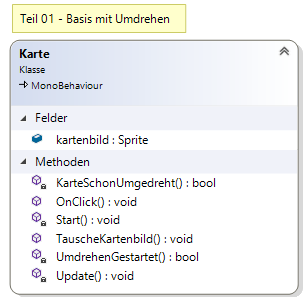 Teil 01 - Basis mit Umdrehen
Karte
Klasse
MonoBehaviour
Felder
kartenbild : Sprite
Methoden
KarteSchonUmgedreht() : bool
OnClick() : void
Start() : void
TauscheKartenbild() : void
UmdrehenGestartet() : bool
Update() : void